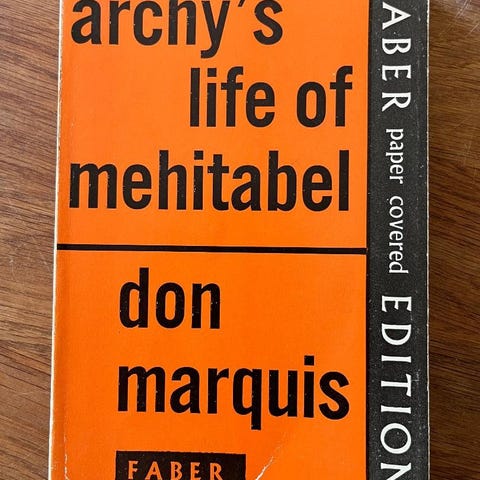 archy's
life of
mehitabel
don
marquis
FABER
ABER paper covered EDITION